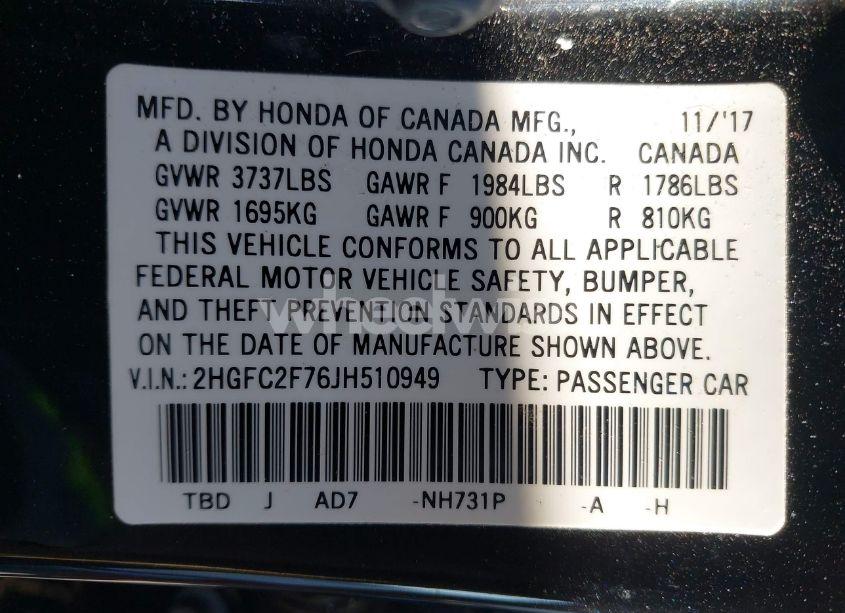 MFD. BY HONDA OF CANADA MFG., 11/'17
A DIVISION OF HONDA CANADA INC. CANADA
GVWR 3737LBS GAWR F 1984LBS R 1786LBS
GVWR 1695KG GAWR F 900KG R 810KG
THIS VEHICLE CONFORMS TO ALL APPLICABLE
FEDERAL MOTOR VEHICLE SAFETY, BUMPER,
AND THEFT PREVENTION STANDARDS IN EFFECT
ON THE DATE OF MANUFACTURE SHOWN ABOVE.
V.I.N.: 2HGFC2F76JH510949 TYPE: PASSENGER CAR
TBD J AD7 -NH731P -A -H